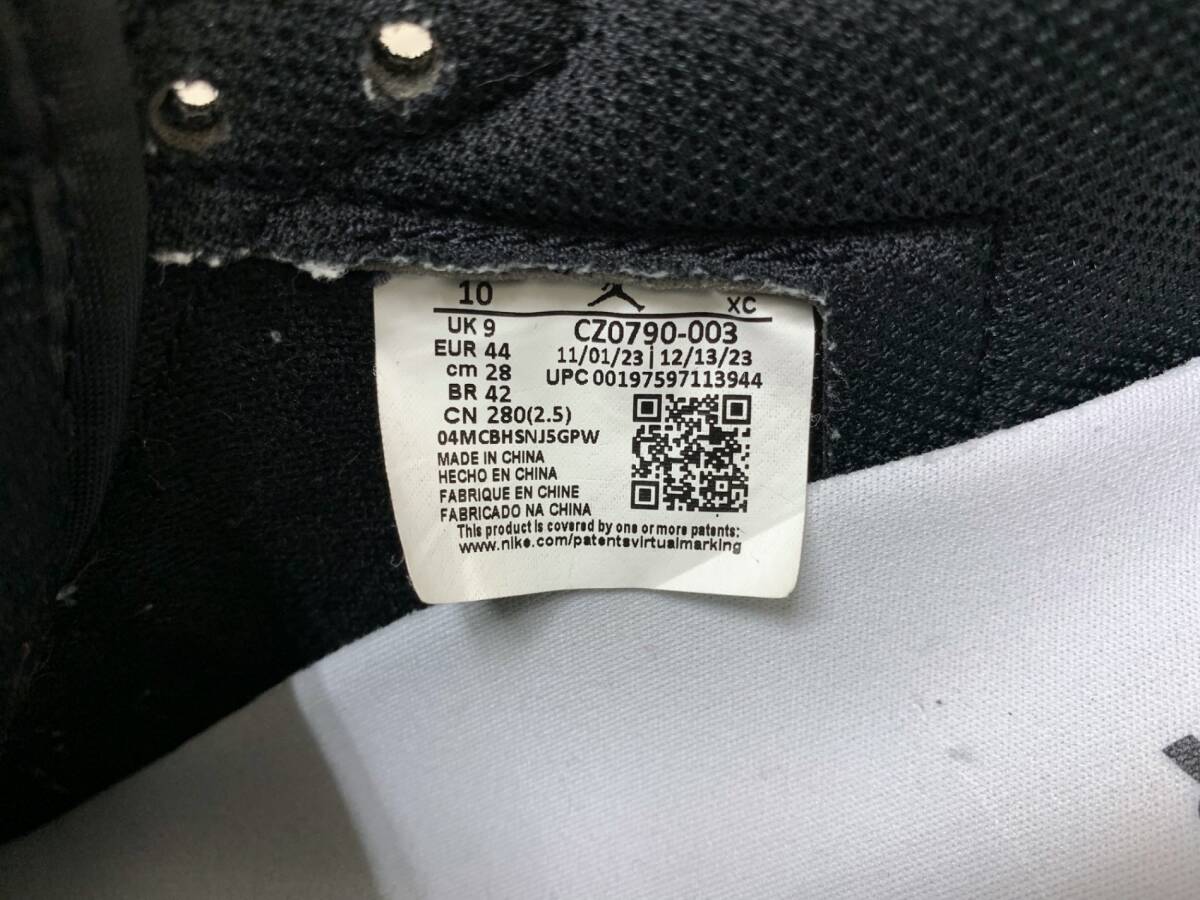 10 XC
UK 9
CZ0790-003
EUR 44
11/01/23 | 12/13/23
cm 28
UPC 00197597113944
BR 42
CN 280(2.5)
04MCBHSNJ5GPW
MADE IN CHINA
HECHO EN CHINA
FABRIQUE EN CHINE
FABRICADO NA CHINA
This product is covered by one or more patents:
www.nike.com/patentsvirtualmarking